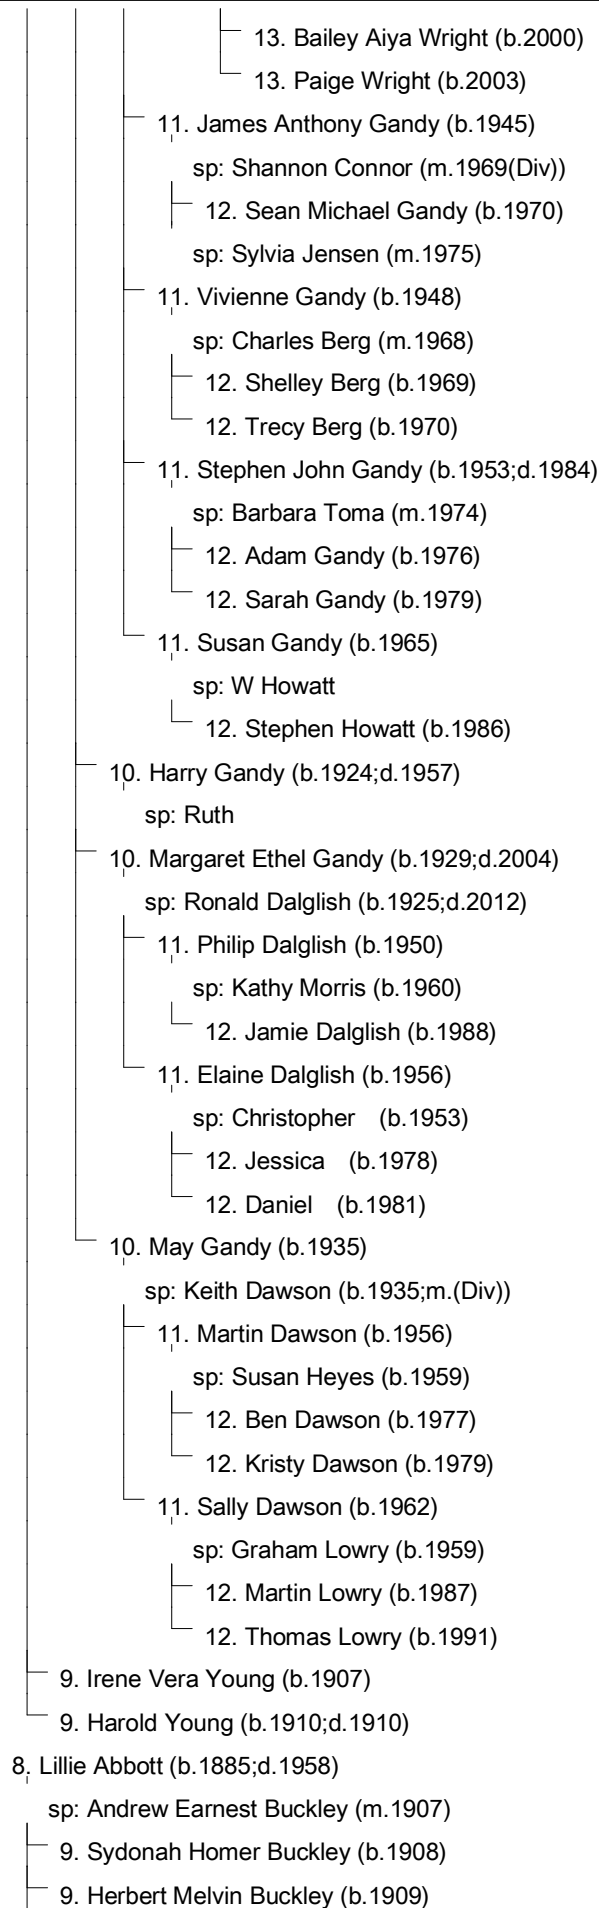 13. Bailey Aiya Wright (b.2000)
13. Paige Wright (b.2003)
11. James Anthony Gandy (b.1945)
sp: Shannon Connor (m.1969(Div))
12. Sean Michael Gandy (b.1970)
sp: Sylvia Jensen (m.1975)
11. Vivienne Gandy (b.1948)
sp: Charles Berg (m.1968)
12. Shelley Berg (b.1969)
12. Trecy Berg (b.1970)
11. Stephen John Gandy (b.1953;d.1984)
sp: Barbara Toma (m.1974)
12. Adam Gandy (b.1976)
12. Sarah Gandy (b.1979)
11. Susan Gandy (b.1965)
sp: W Howatt
12. Stephen Howatt (b.1986)
10. Harry Gandy (b.1924;d.1957)
sp: Ruth
10. Margaret Ethel Gandy (b.1929;d.2004)
sp: Ronald Dalglish (b.1925;d.2012)
11. Philip Dalglish (b.1950)
sp: Kathy Morris (b.1960)
12. Jamie Dalglish (b.1988)
11. Elaine Dalglish (b.1956)
sp: Christopher (b.1953)
12. Jessica (b.1978)
12. Daniel (b.1981)
10. May Gandy (b.1935)
sp: Keith Dawson (b.1935;m.(Div))
11. Martin Dawson (b.1956)
sp: Susan Heyes (b.1959)
12. Ben Dawson (b.1977)
12. Kristy Dawson (b.1979)
11. Sally Dawson (b.1962)
sp: Graham Lowry (b.1959)
12. Martin Lowry (b.1987)
12. Thomas Lowry (b.1991)
9. Irene Vera Young (b.1907)
9. Harold Young (b.1910;d.1910)
8. Lillie Abbott (b.1885;d.1958)
sp: Andrew Earnest Buckley (m.1907)
9. Sydonah Homer Buckley (b.1908)
9. Herbert Melvin Buckley (b.1909)